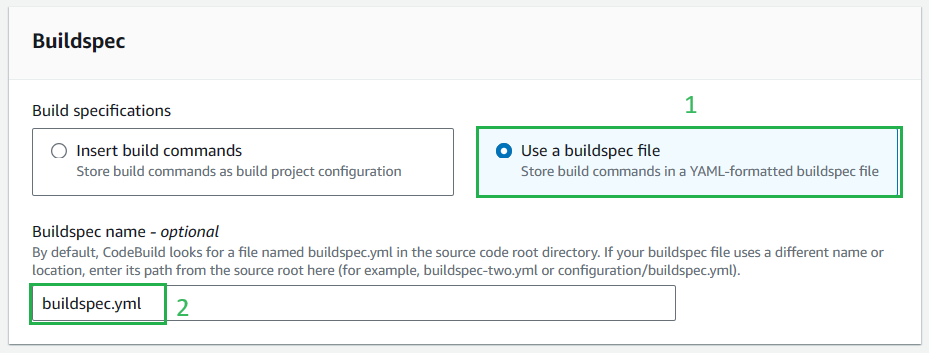 Buildspec
Build specifications
1
Insert build commands
Store build commands as build project configuration
Use a buildspec file
Store build commands in a YAML-formatted buildspec file
Buildspec name - optional
By default, CodeBuild looks for a file named buildspec.yml in the source code root directory. If your buildspec file uses a different name or
location, enter its path from the source root here (for example, buildspec-two.yml or configuration/buildspec.yml).
buildspec.yml
2